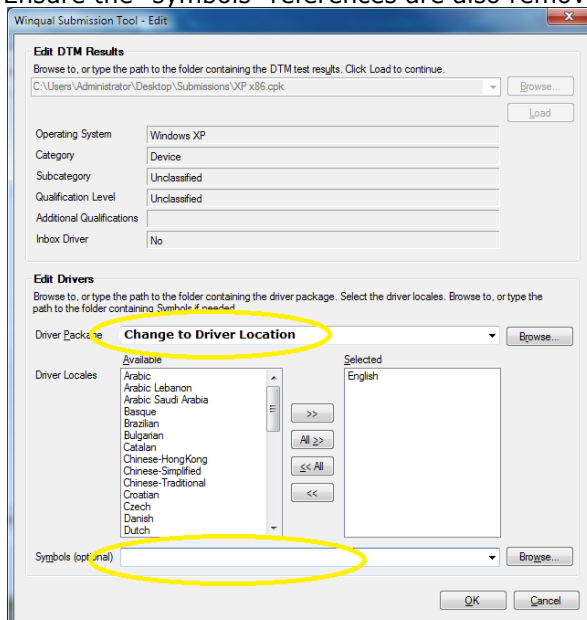 Ensure the "Symbols" references are also remov
Winqual Submission Tool - Edit
Edit DTM Results
Browse to, or type the path to the folder containing the DTM test results. Click Load to continue.
C:\Users\Administrator\Desktop\Submissions\XP x86.cpk
Browse...
Load
Operating System Windows XP
Category Device
Subcategory Unclassified
Qualification Level Unclassified
Additional Qualifications
Inbox Driver No
Edit Drivers
Browse to, or type the path to the folder containing the driver package. Select the driver locales. Browse to, or type the
path to the folder containing Symbols if needed.
Driver Package Change to Driver Location Browse...
Available Selected
Driver Locales Arabic English
Arabic Lebanon
Arabic Saudi Arabia
Basque
Brazilian
Bulgarian
Catalan
Chinese-HongKong
Chinese-Simplified
Chinese-Traditional
Croatian
Czech
Danish
Dutch
>>
All >>
<< All
<<
Symbols (optional) Browse...
OK Cancel